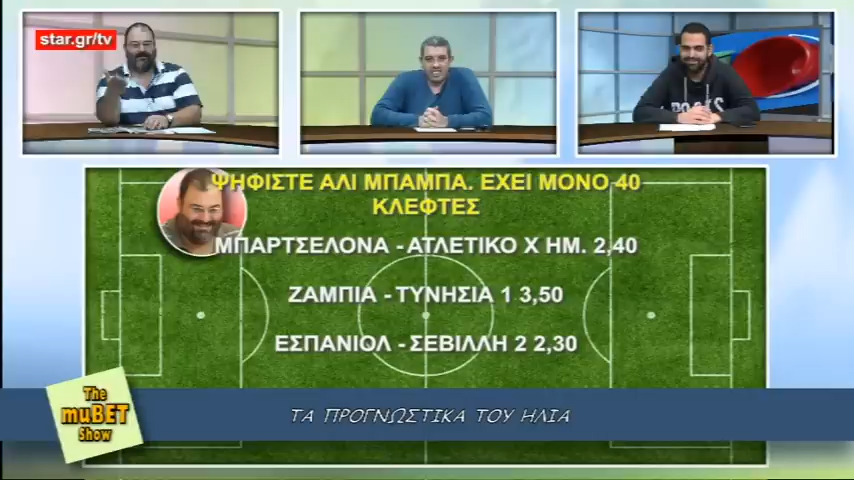 star.gr/tv
ΨΗΦΙΣΤΕ ΑΛΙ ΜΠΑΜΠΑ. ΕΧΕΙ ΜΟΝΟ 40
ΚΛΕΦΤΕΣ
ΜΠΑΡΤΣΕΛΟΝΑ - ΑΤΛΕΤΙΚΟ Χ ΗΜ. 2,40
ΖΑΜΠΙΑ - ΤΥΝΗΣΙΑ 1 3,50
ΕΣΠΑΝΙΟΛ - ΣΕΒΙΛΛΗ 2 2,30
The
muBET
Show
ΤΑ ΠΡΟΓΝΩΣΤΙΚΑ ΤΟΥ ΗΛΙΑ